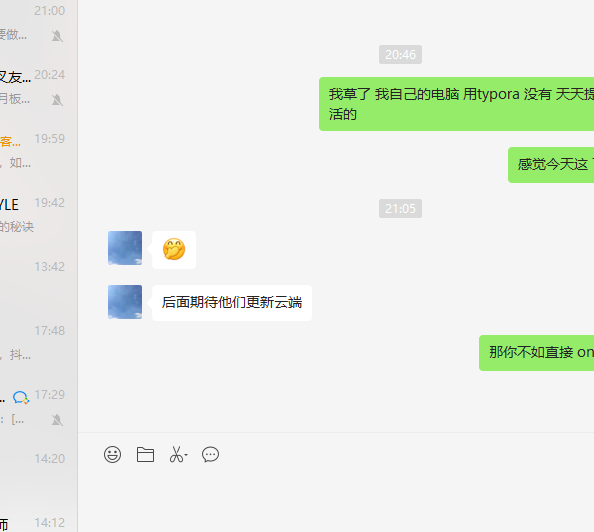 21:00
要做...
20:24
叉友...
月板...
19:59
客...
，如...
19:42
YLE
的秘诀
13:42
17:48
，抖...
17:29
...
：[...
14:20
14:12
师
20:46
我草了 我自己的电脑 用typora 没有 天天提
活的
感觉今天这
21:05
后面期待他们更新云端
那你不如直接 on